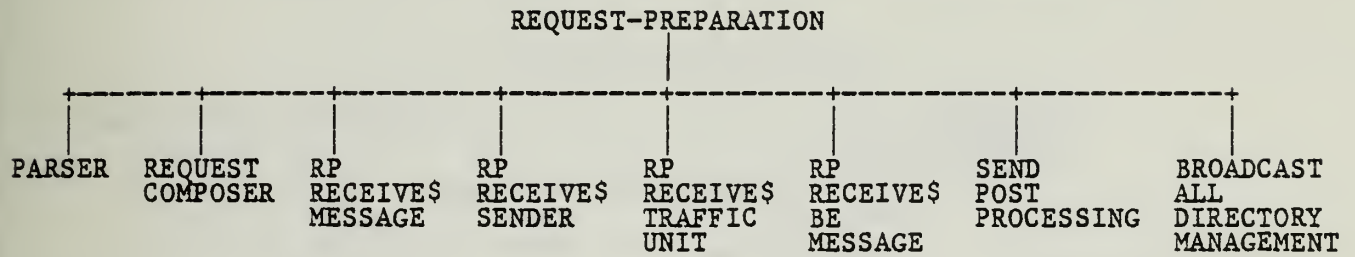 REQUEST-PREPARATION
PARSER
REQUEST
COMPOSER
RP
RECEIVE$
MESSAGE
RP
RECEIVE$
SENDER
RP
RECEIVE$
TRAFFIC
UNIT
RP
RECEIVE$
BE
MESSAGE
SEND
POST
PROCESSING
BROADCAST
ALL
DIRECTORY
MANAGEMENT